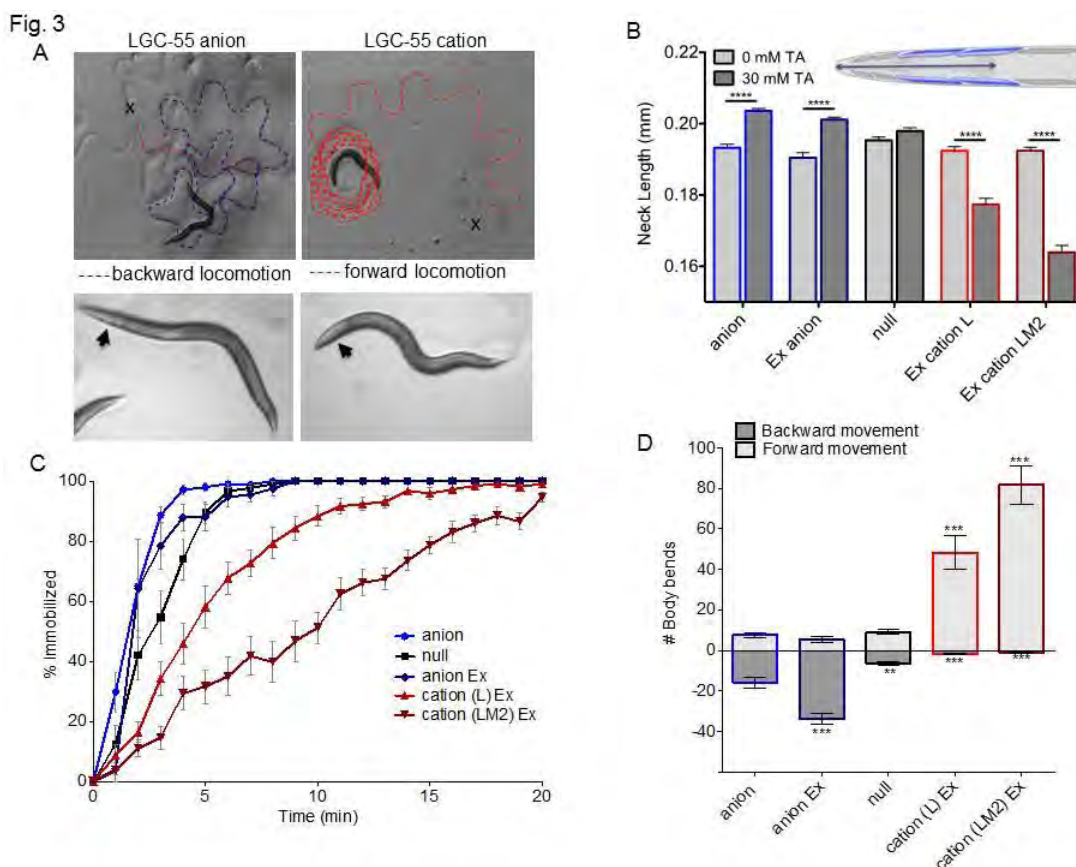 Fig. 3
A
LGC-55 anion
LGC-55 cation
x
x
----backward locomotion
----forward locomotion
B
0.22
0.20
0.18
0.16
Neck Length (mm)
0 mM TA
30 mM TA
****
****
****
****
anion
Ex anion
null
Ex cation L
Ex cation LM2
C
100
80
60
40
20
0
% Immobilized
0
5
10
15
20
Time (min)
anion
null
anion Ex
cation (L) Ex
cation (LM2) Ex
D
Backward movement
Forward movement
100
80
60
40
20
0
-20
-40
# Body bends
***
***
***
**
***
***
anion
anion Ex
null
cation (L) Ex
cation (LM2) Ex